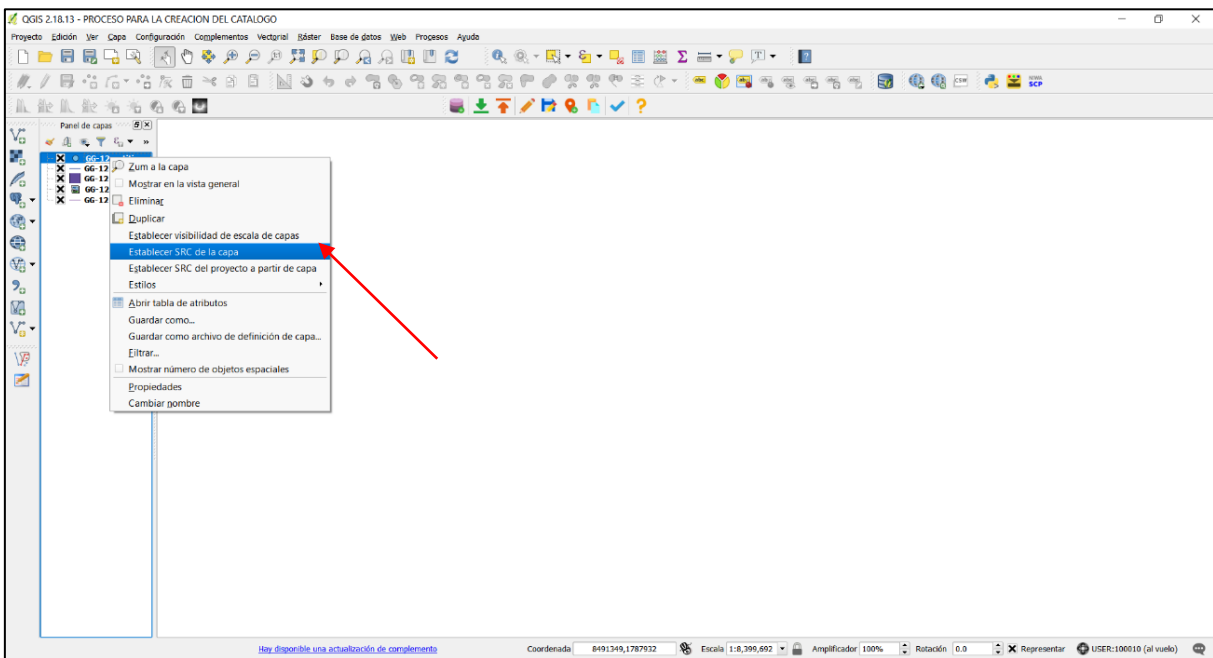 QGIS 2.18.13 - PROCESO PARA LA CREACION DEL CATALOGO
Proyecto Edición Ver Capa Configuración Complementos Vectorial Ráster Base de datos Web Procesos Ayuda
CSW
SCP
Panel de capas
GG-12
GG-12
GG-12
GG-12
GG-12
Zum a la capa
Mostrar en la vista general
Eliminar
Duplicar
Establecer visibilidad de escala de capas
Establecer SRC de la capa
Establecer SRC del proyecto a partir de capa
Estilos
Abrir tabla de atributos
Guardar como...
Guardar como archivo de definición de capa...
Filtrar...
Mostrar número de objetos espaciales
Propiedades
Cambiar nombre
Hay disponible una actualización de complemento Coordenada 8491349,1787932 Escala 1:8,399,692 Amplificador 100% Rotación 0.0 Representar USER:100010 (al vuelo)